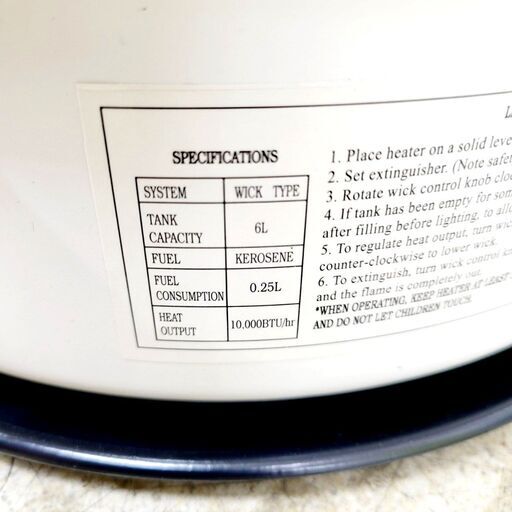 SPECIFICATIONS
SYSTEM WICK TYPE
TANK CAPACITY 6L
FUEL KEROSENE
FUEL CONSUMPTION 0.25L
HEAT OUTPUT 10,000BTU/hr
1. Place heater on a solid leve
2. Set extinguisher. (Note safet
3. Rotate wick control knob cloc
4. If tank has been empty for som
after filling before lighting, to allo
5. To regulate heat output, turn wic
counter-clockwise to lower wick.
6. To extinguish, turn wick control kn
and the flame is completely out.
*WHEN OPERATING, KEEP HEATER AT LEAST
AND DO NOT LET CHILDREN TOUCH.